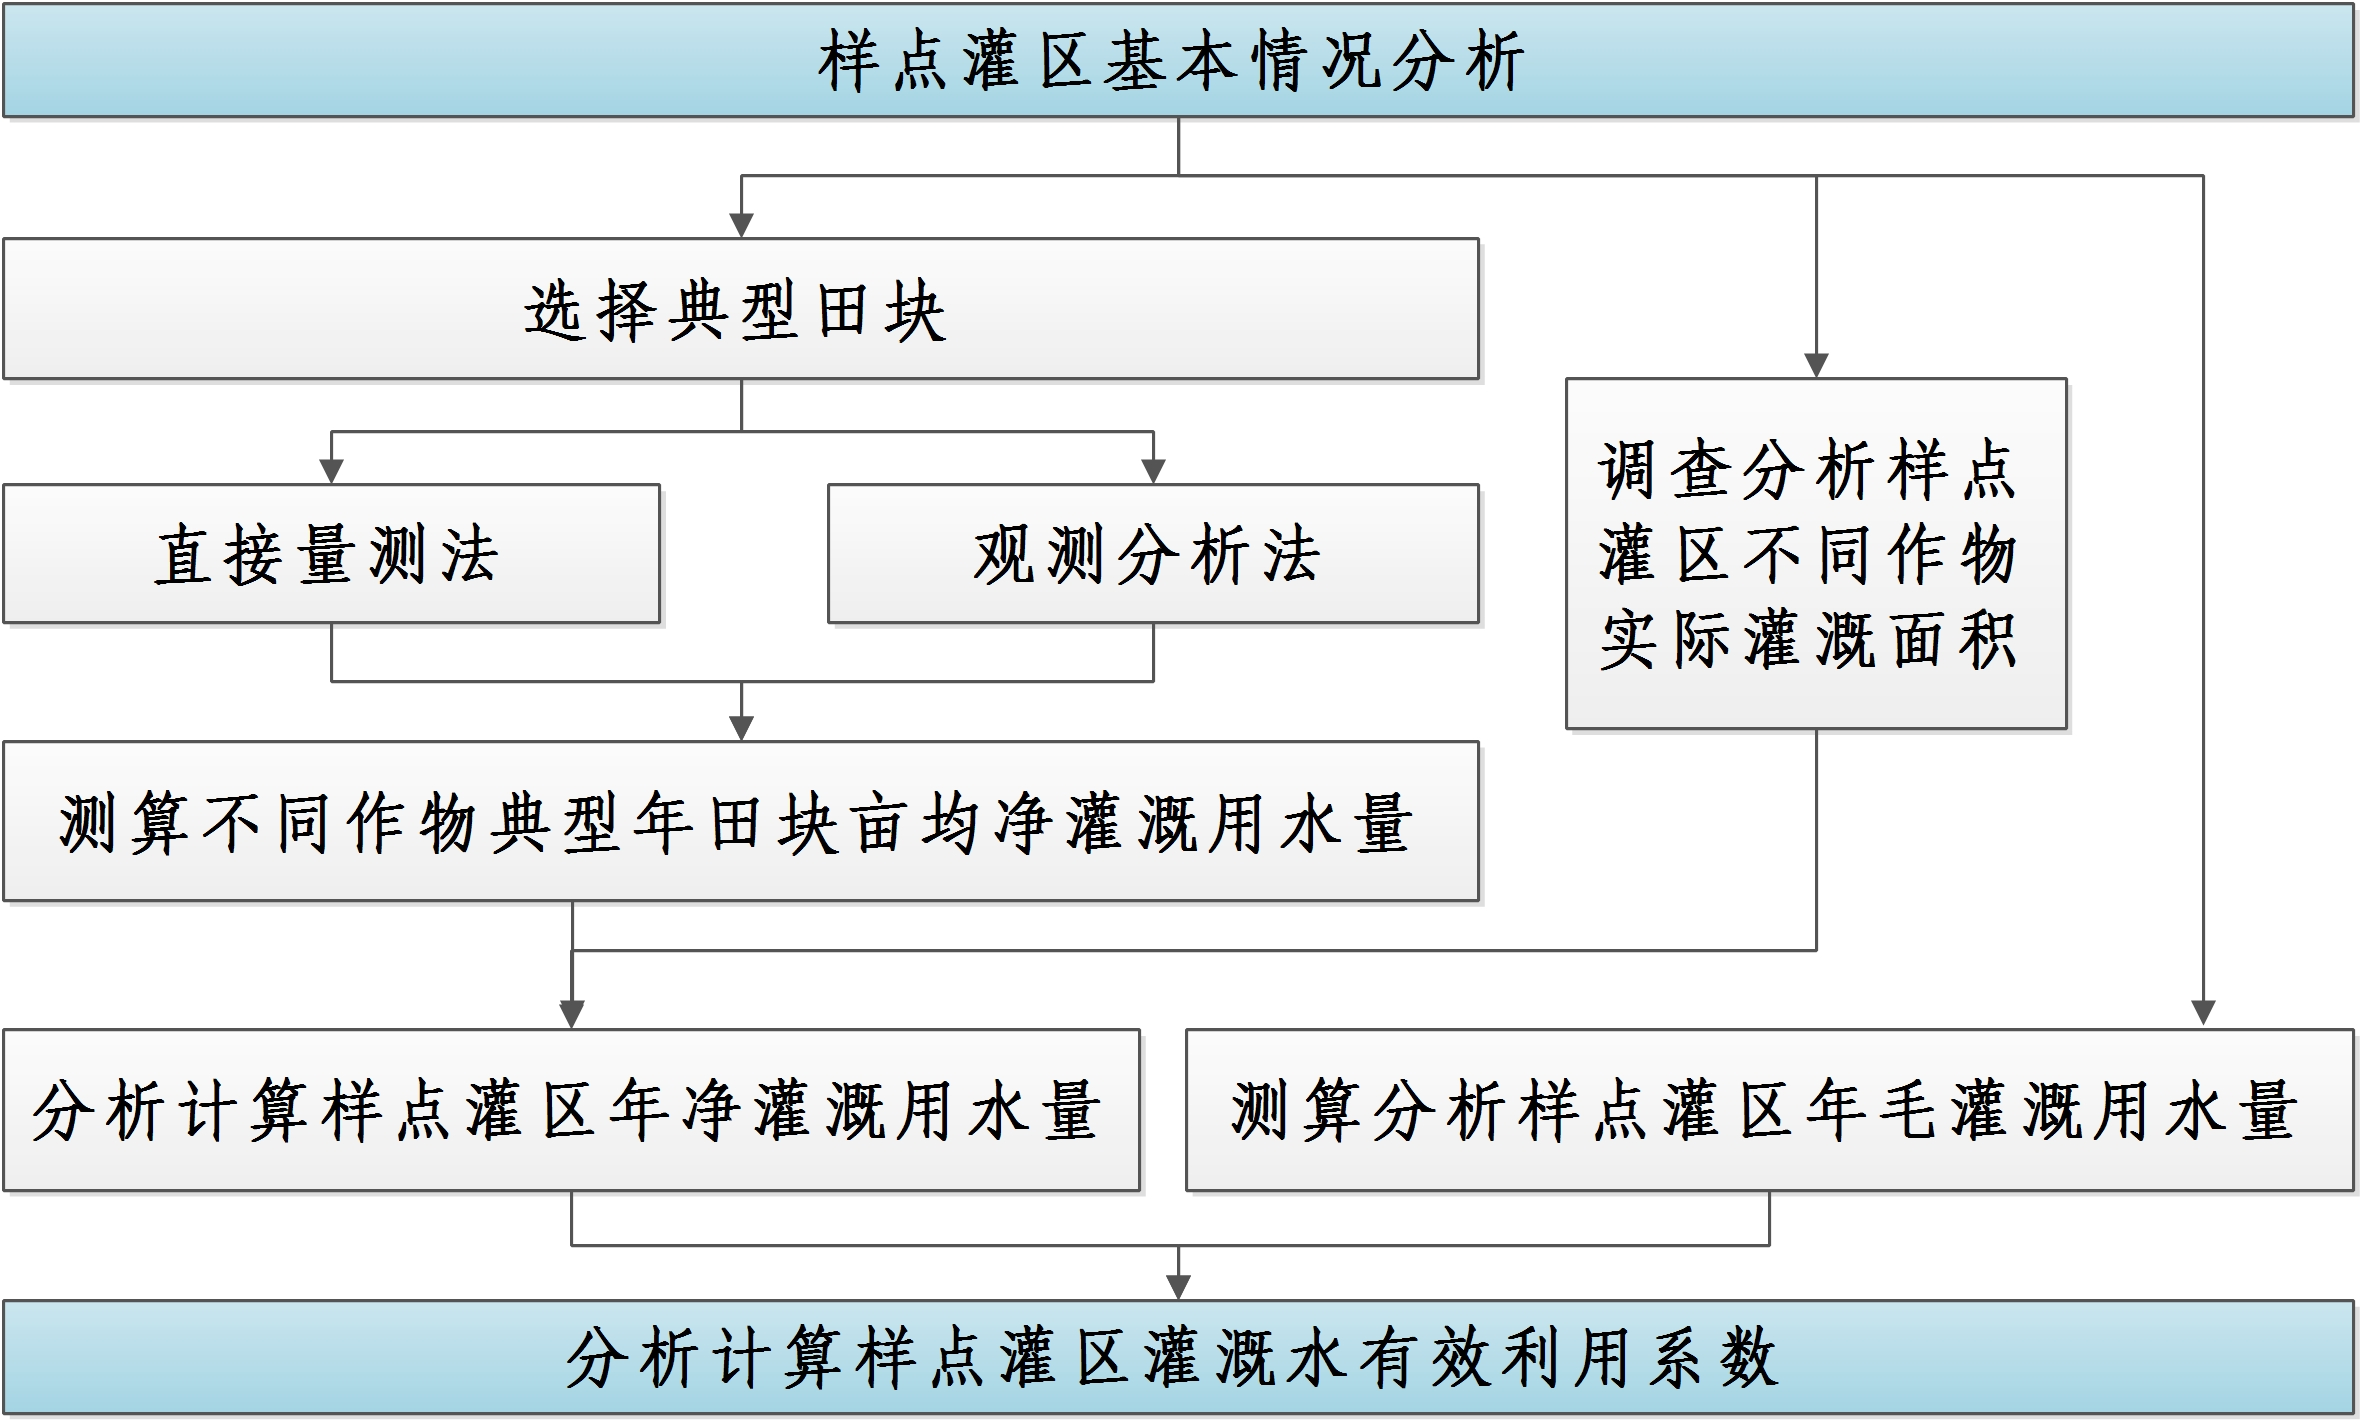 样点灌区基本情况分析
选择典型田块
调查分析样点
灌区不同作物
实际灌溉面积
直接量测法
观测分析法
测算不同作物典型年田块亩均净灌溉用水量
分析计算样点灌区年净灌溉用水量
测算分析样点灌区年毛灌溉用水量
分析计算样点灌区灌溉水有效利用系数